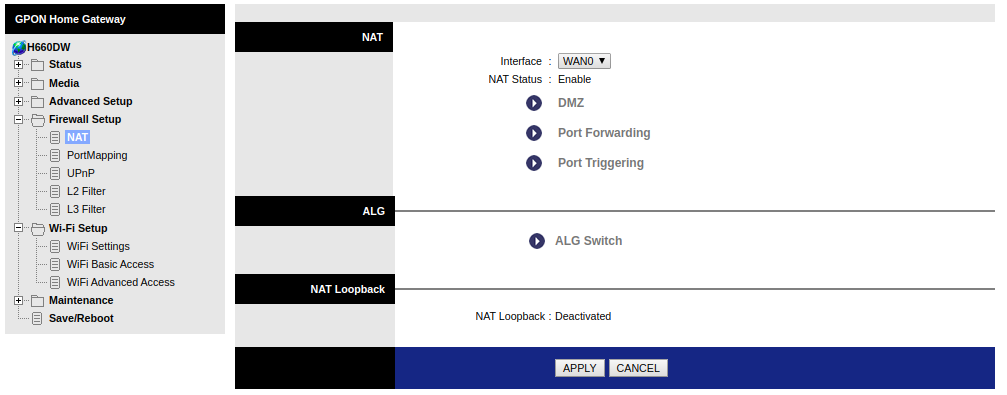 GPON Home Gateway
H660DW
Status
Media
Advanced Setup
Firewall Setup
NAT
PortMapping
UPnP
L2 Filter
L3 Filter
Wi-Fi Setup
WiFi Settings
WiFi Basic Access
WiFi Advanced Access
Maintenance
Save/Reboot
NAT
Interface : WAN0
NAT Status : Enable
DMZ
Port Forwarding
Port Triggering
ALG
ALG Switch
NAT Loopback
NAT Loopback : Deactivated
APPLY CANCEL